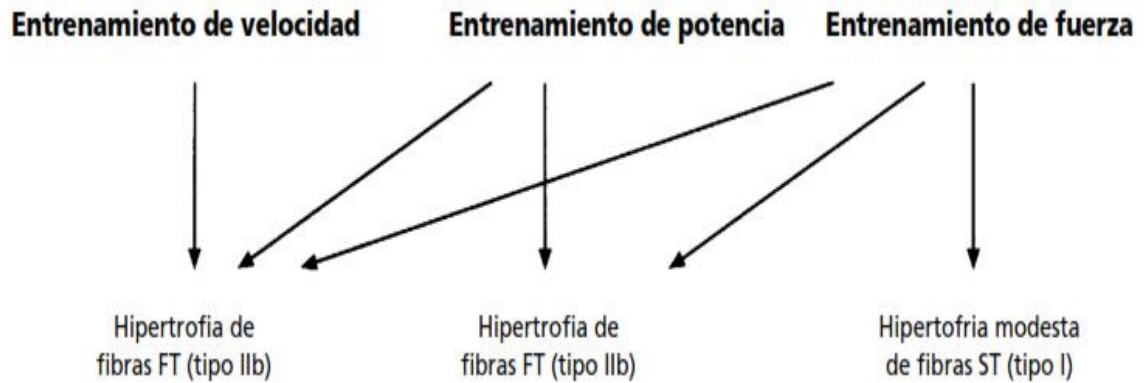 Entrenamiento de velocidad
Entrenamiento de potencia
Entrenamiento de fuerza
Hipertrofia de
fibras FT (tipo IIb)
Hipertrofia de
fibras FT (tipo IIb)
Hipertofria modesta
de fibras ST (tipo I)